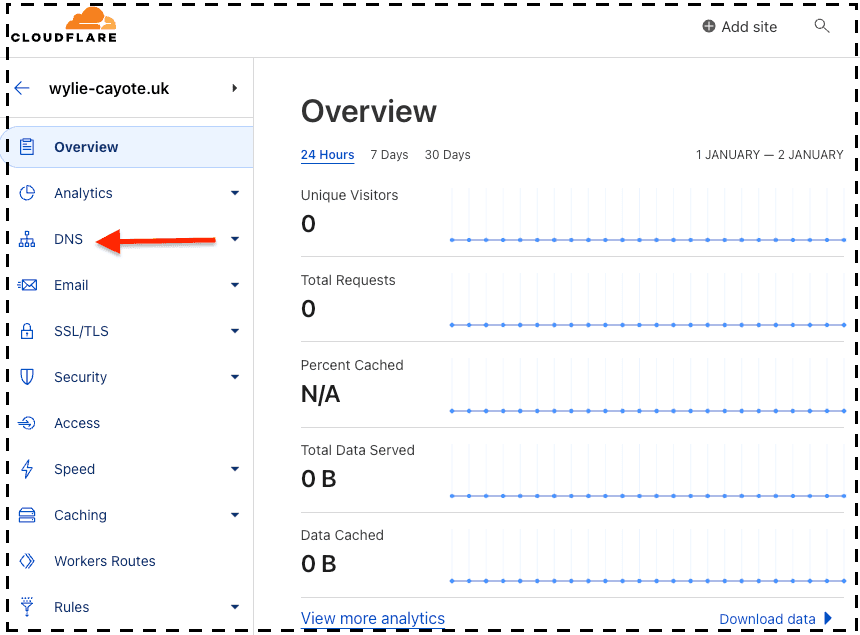 CLOUDFLARE
Add site
wylie-cayote.uk
Overview
Analytics
DNS
Email
SSL/TLS
Security
Access
Speed
Caching
Workers Routes
Rules
Overview
24 Hours 7 Days 30 Days 1 JANUARY — 2 JANUARY
Unique Visitors
0
Total Requests
0
Percent Cached
N/A
Total Data Served
0 B
Data Cached
0 B
View more analytics Download data